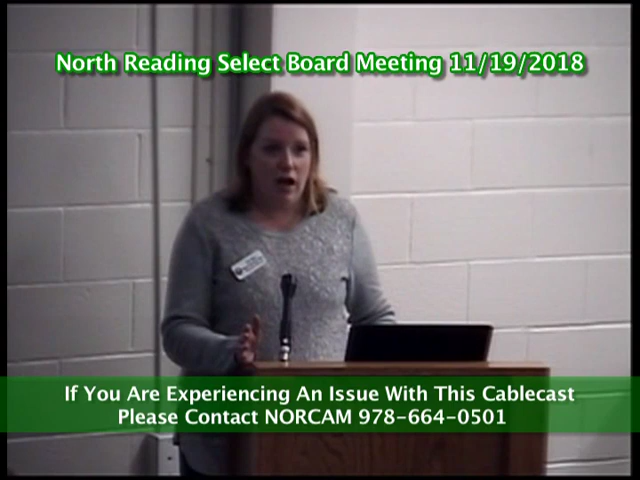 North Reading Select Board Meeting 11/19/2018
If You Are Experiencing An Issue With This Cablecast
Please Contact NORCAM 978-664-0501